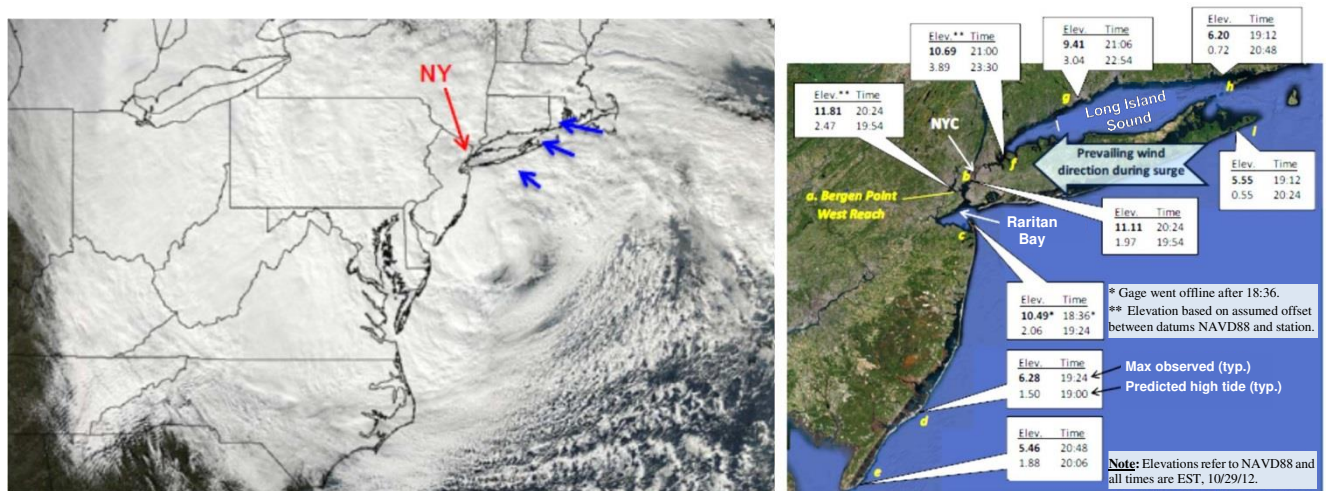 NY
Elev.** Time
10.69 21:00
3.89 23:30
Elev. Time
9.41 21:06
3.04 22:54
Elev. Time
6.20 19:12
0.72 20:48
Elev.** Time
11.81 20:24
2.47 19:54
NYC
g
h
Long Island
Sound
i
f
b
a. Bergen Point
West Reach
Prevailing wind
direction during surge
i
Elev. Time
5.55 19:12
0.55 20:24
Elev. Time
11.11 20:24
1.97 19:54
Raritan
Bay
c
Elev. Time
10.49* 18:36*
2.06 19:24
* Gage went offline after 18:36.
** Elevation based on assumed offset
between datums NAVD88 and station.
Elev. Time
6.28 19:24
1.50 19:00
Max observed (typ.)
Predicted high tide (typ.)
d
Elev. Time
5.46 20:48
1.88 20:06
e
Note: Elevations refer to NAVD88 and
all times are EST, 10/29/12.